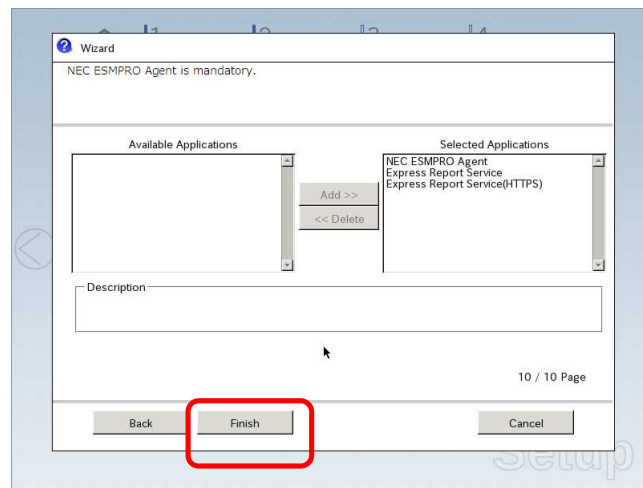 Wizard
NEC ESMPRO Agent is mandatory.
Available Applications
Selected Applications
NEC ESMPRO Agent
Express Report Service
Express Report Service(HTTPS)
Add >>
<< Delete
Description
10 / 10 Page
Back
Finish
Cancel
Setup